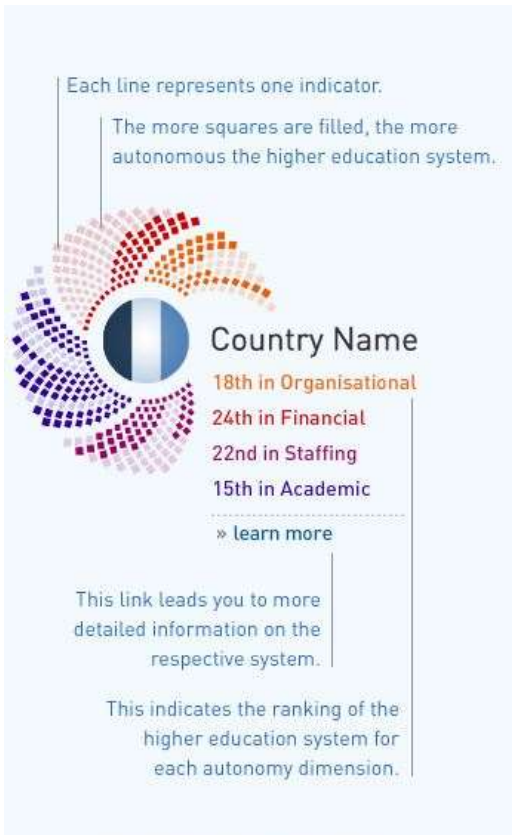 Each line represents one indicator.
The more squares are filled, the more
autonomous the higher education system.
Country Name
18th in Organisational
24th in Financial
22nd in Staffing
15th in Academic
» learn more
This link leads you to more
detailed information on the
respective system.
This indicates the ranking of the
higher education system for
each autonomy dimension.